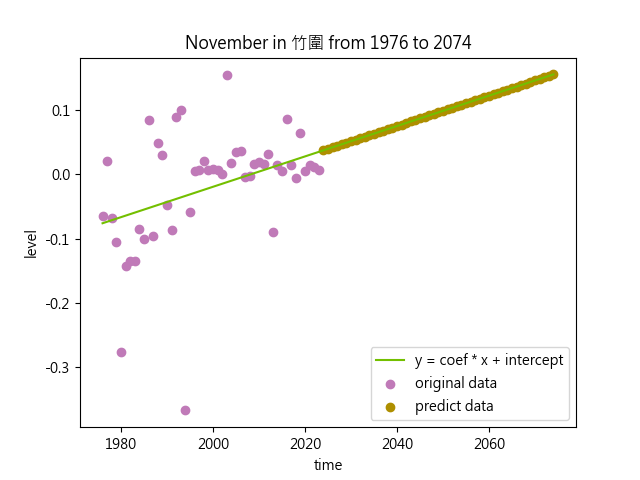 November in 竹圍 from 1976 to 2074
0.1
0.0
-0.1
-0.2
-0.3
level
1980
2000
2020
2040
2060
time
y = coef * x + intercept
original data
predict data